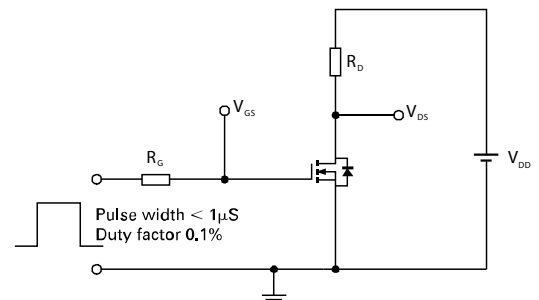 R_D
V_GS
V_DS
R_G
V_DD
Pulse width < 1μS
Duty factor 0.1%